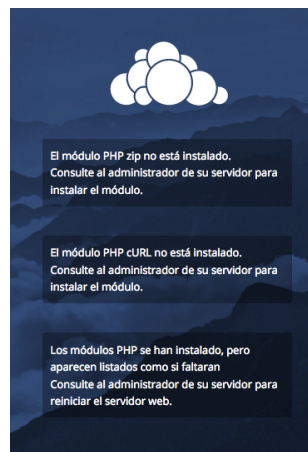 El módulo PHP zip no está instalado.
Consulte al administrador de su servidor para
instalar el módulo.
El módulo PHP cURL no está instalado.
Consulte al administrador de su servidor para
instalar el módulo.
Los módulos PHP se han instalado, pero
aparecen listados como si faltaran
Consulte al administrador de su servidor para
reiniciar el servidor web.